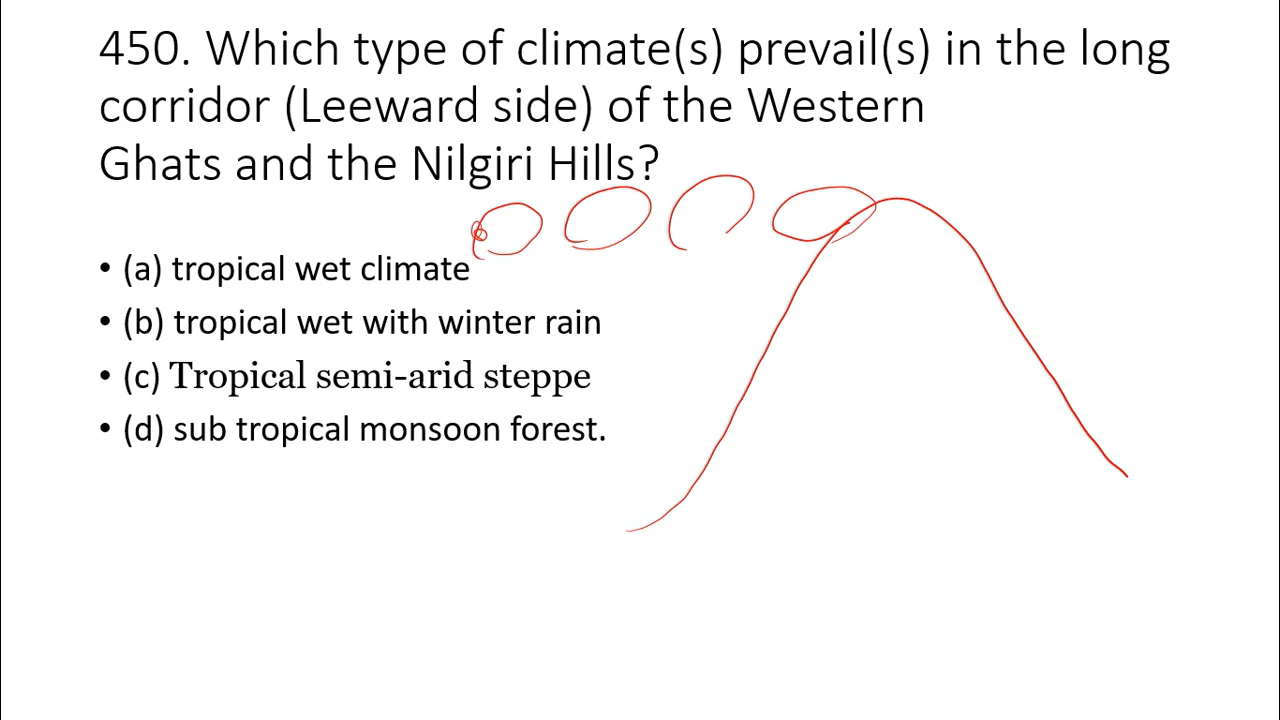 450. Which type of climate(s) prevail(s) in the long
corridor (Leeward side) of the Western
Ghats and the Nilgiri Hills?
• (a) tropical wet climate
• (b) tropical wet with winter rain
• (c) Tropical semi-arid steppe
• (d) sub tropical monsoon forest.